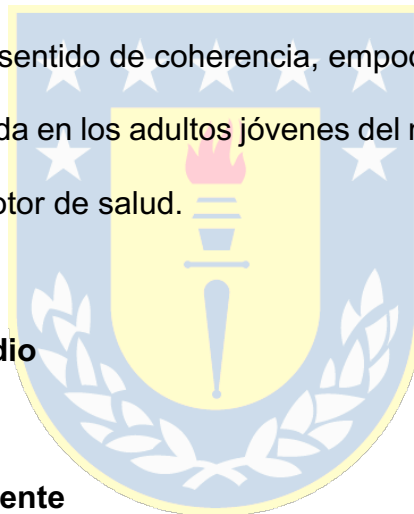 sentido de coherencia, empod
da en los adultos jóvenes del
otor de salud.
dio
ente